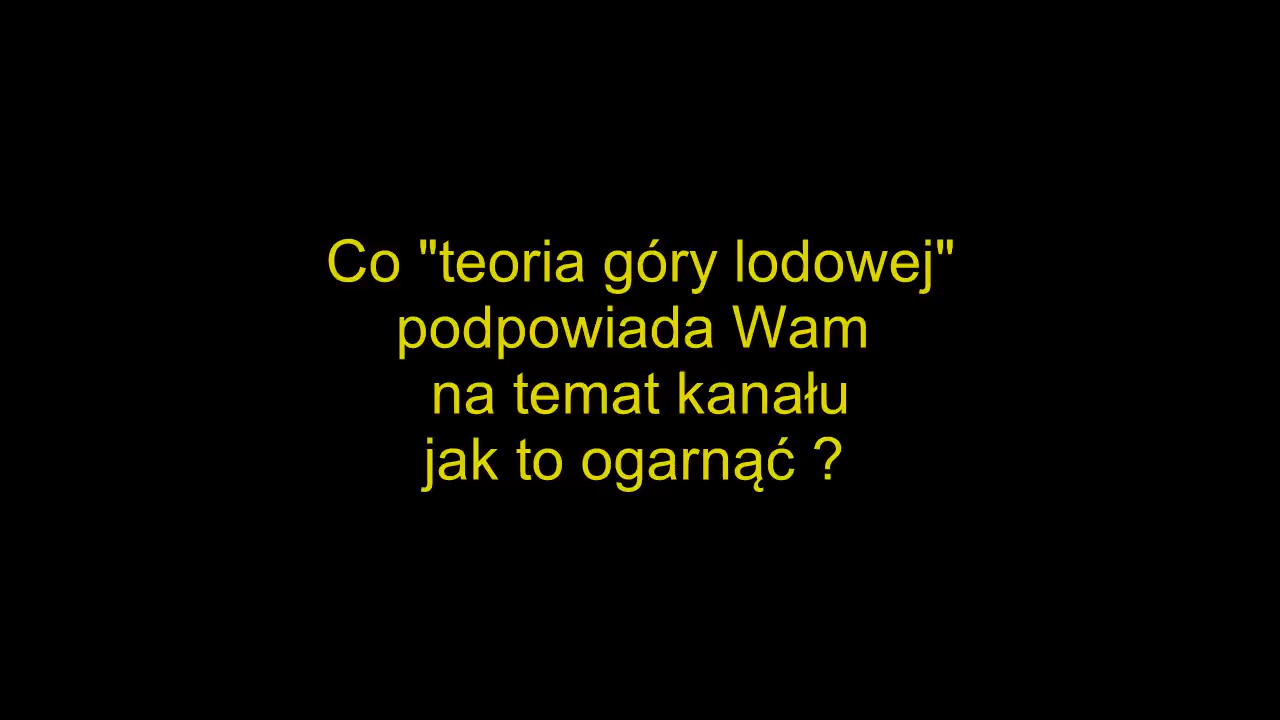 Co "teoria góry lodowej"
podpowiada Wam
na temat kanału
jak to ogarnąć ?